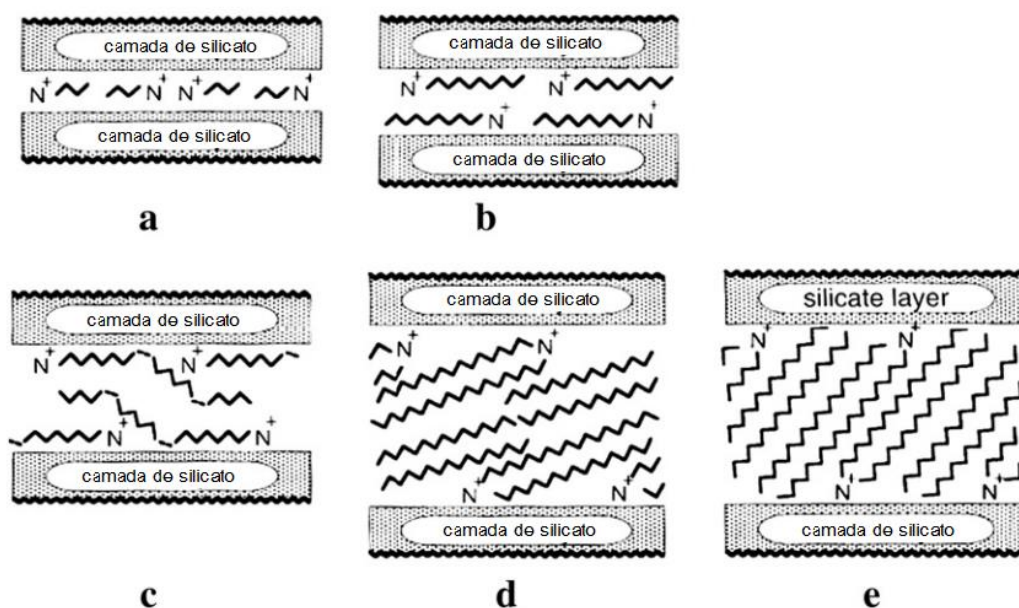 camada de silicato
N+ N+ N+ N+
camada de silicato
a
camada de silicato
N+ N+
N+ N+
camada de silicato
b
camada de silicato
N+ N+
N+ N+
camada de silicato
c
camada de silicato
N+ N+
N+ N+
camada de silicato
d
silicate layer
N+ N+
N+ N+
camada de silicato
e